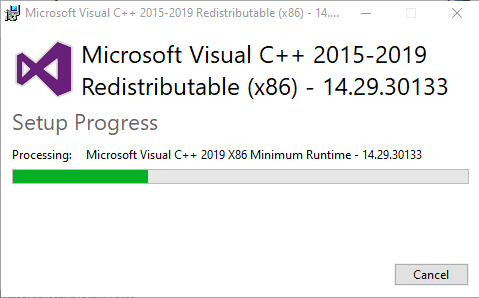 Microsoft Visual C++ 2015-2019 Redistributable (x86) - 14....
Microsoft Visual C++ 2015-2019
Redistributable (x86) - 14.29.30133
Setup Progress
Processing: Microsoft Visual C++ 2019 X86 Minimum Runtime - 14.29.30133
Cancel